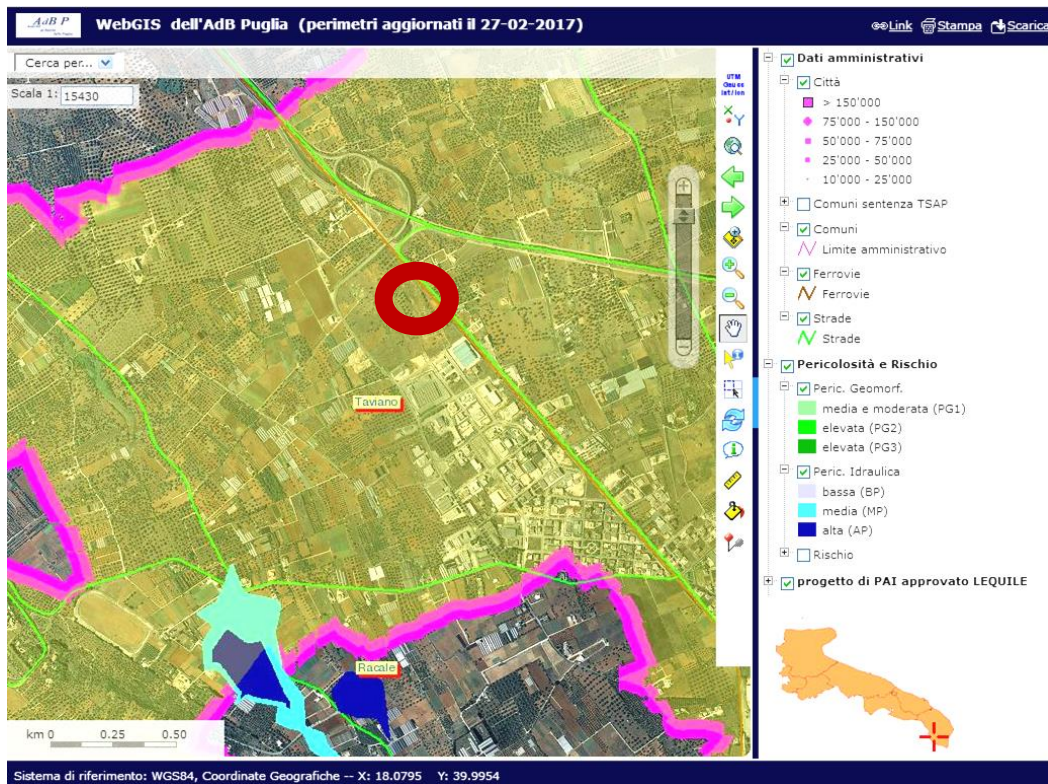 AdB P
WebGIS dell'AdB Puglia (perimetri aggiornati il 27-02-2017)
Link Stampa Scarica
Cerca per...
Scala 1: 15430
UTM
Gauss
lat/lon
Taviano
Racale
km 0 0.25 0.50
Dati amministrativi
Città
> 150'000
75'000 - 150'000
50'000 - 75'000
25'000 - 50'000
10'000 - 25'000
Comuni sentenza TSAP
Comuni
Limite amministrativo
Ferrovie
Ferrovie
Strade
Strade
Pericolosità e Rischio
Peric. Geomorf.
media e moderata (PG1)
elevata (PG2)
elevata (PG3)
Peric. Idraulica
bassa (BP)
media (MP)
alta (AP)
Rischio
progetto di PAI approvato LEQUILE
Sistema di riferimento: WGS84, Coordinate Geografiche -- X: 18.0795 Y: 39.9954